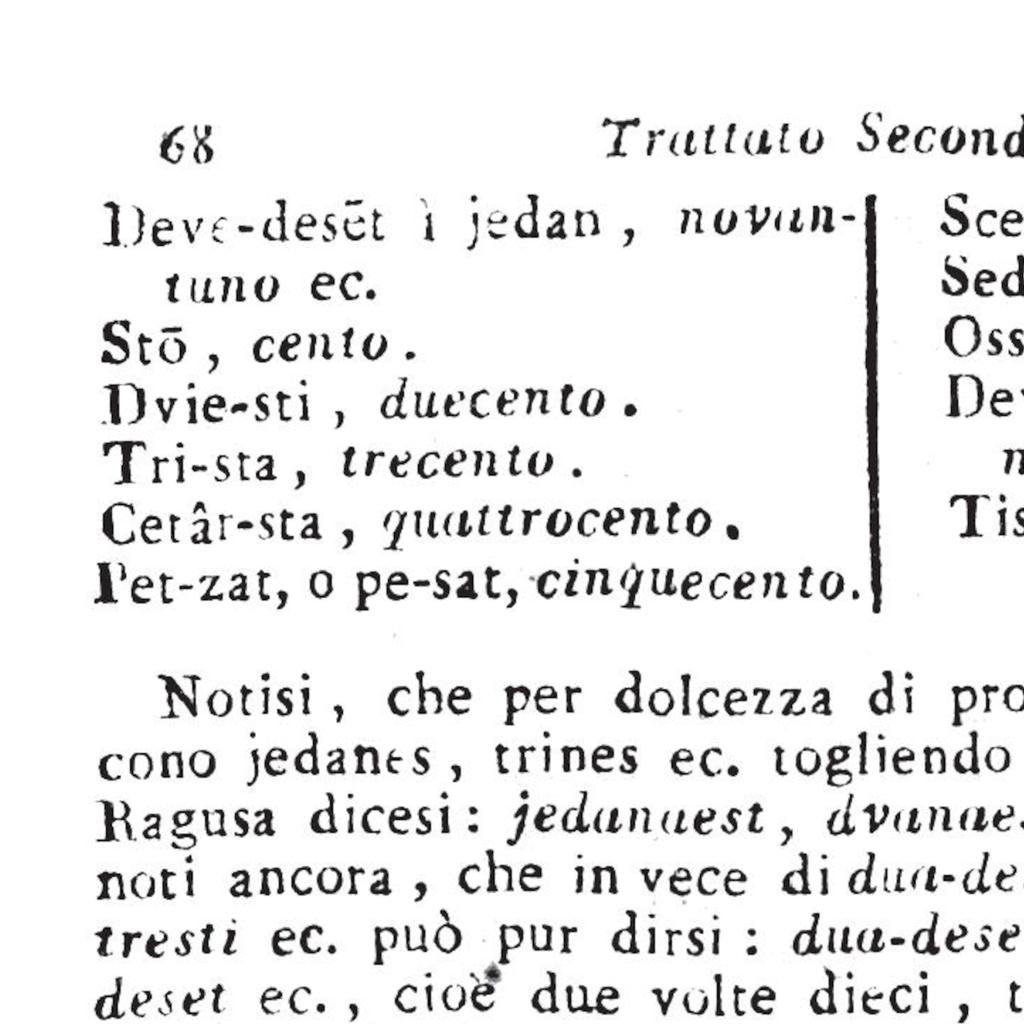 68 Trattato Second
Deve-desēt ì jedan, novan-
tuno ec.
Stō, cento.
Dvie-sti, duecento.
Tri-sta, trecento.
Cetâr-sta, quattrocento.
Pet-zat, o pe-sat, cinquecento.
Sce
Sed
Oss
Dev
n
Tis
Notisi, che per dolcezza di pro
cono jedanes, trines ec. togliendo
Ragusa dicesi: jedanaest, dvanaes
noti ancora, che in vece di dua-de
tresti ec. può pur dirsi: dua-dese
deset ec., cioè due volte dieci, t